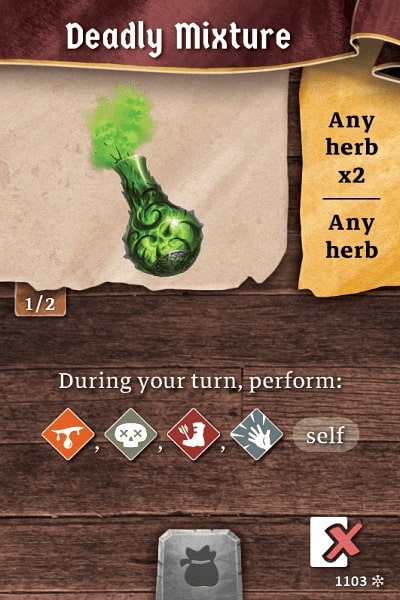 Deadly Mixture
Any
herb
x2
Any
herb
1/2
During your turn, perform:
, , , self
1103